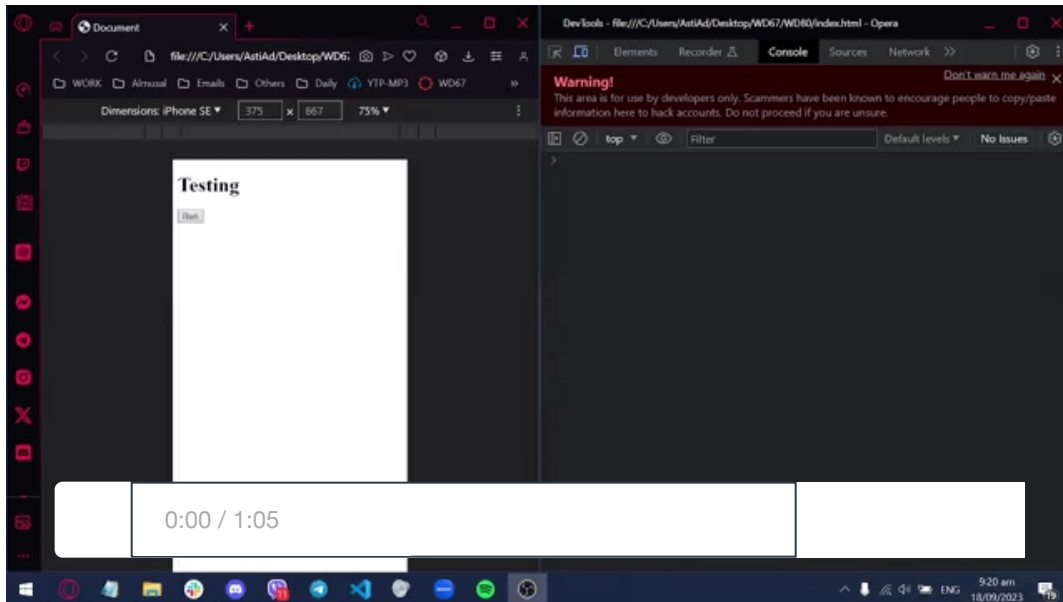 Document
DevTools - file:///C:/Users/AstiAd/Desktop/WD67/WD80/index.html - Opera
file:///C:/Users/AstiAd/Desktop/WD67
Elements Recorder Console Sources Network
WORK Almusal Emails Others Daily YTP-MP3 WD67
Warning! Don't warn me again
This area is for use by developers only. Scammers have been known to encourage people to copy/paste
information here to hack accounts. Do not proceed if you are unsure.
Dimensions: iPhone SE 375 × 667 75%
top Filter Default levels No Issues
Testing
0:00 / 1:05
ENG 9:20 am
18/09/2023